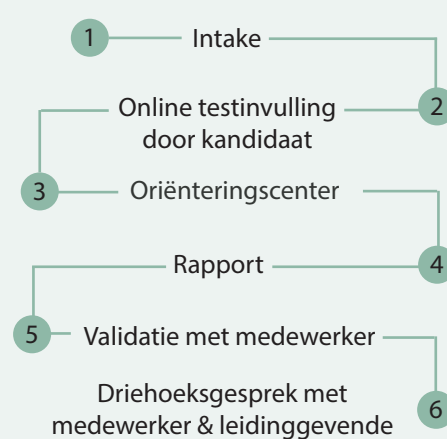 1 Intake
2
Online testinvulling
door kandidaat
3 Oriënteringscenter
4
Rapport
5 Validatie met medewerker
6
Driehoeksgesprek met
medewerker & leidinggevende